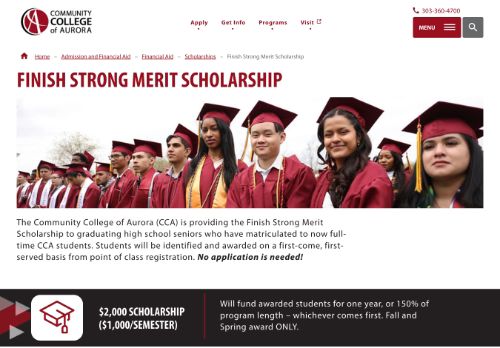 COMMUNITY
COLLEGE
of AURORA
303-360-4700
Apply Get Info Programs Visit
MENU
Home – Admission and Financial Aid – Financial Aid – Scholarships – Finish Strong Merit Scholarship
FINISH STRONG MERIT SCHOLARSHIP
The Community College of Aurora (CCA) is providing the Finish Strong Merit
Scholarship to graduating high school seniors who have matriculated to now full-
time CCA students. Students will be identified and awarded on a first-come, first-
served basis from point of class registration. No application is needed!
$2,000 SCHOLARSHIP
($1,000/SEMESTER)
Will fund awarded students for one year, or 150% of
program length – whichever comes first. Fall and
Spring award ONLY.